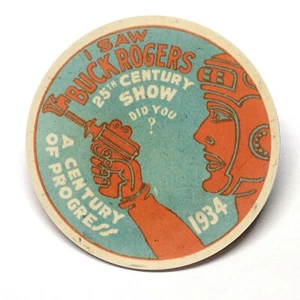 I SAW
BUCK ROGERS
25TH CENTURY
SHOW
DID YOU
?
A CENTURY
OF PROGRESS
1934